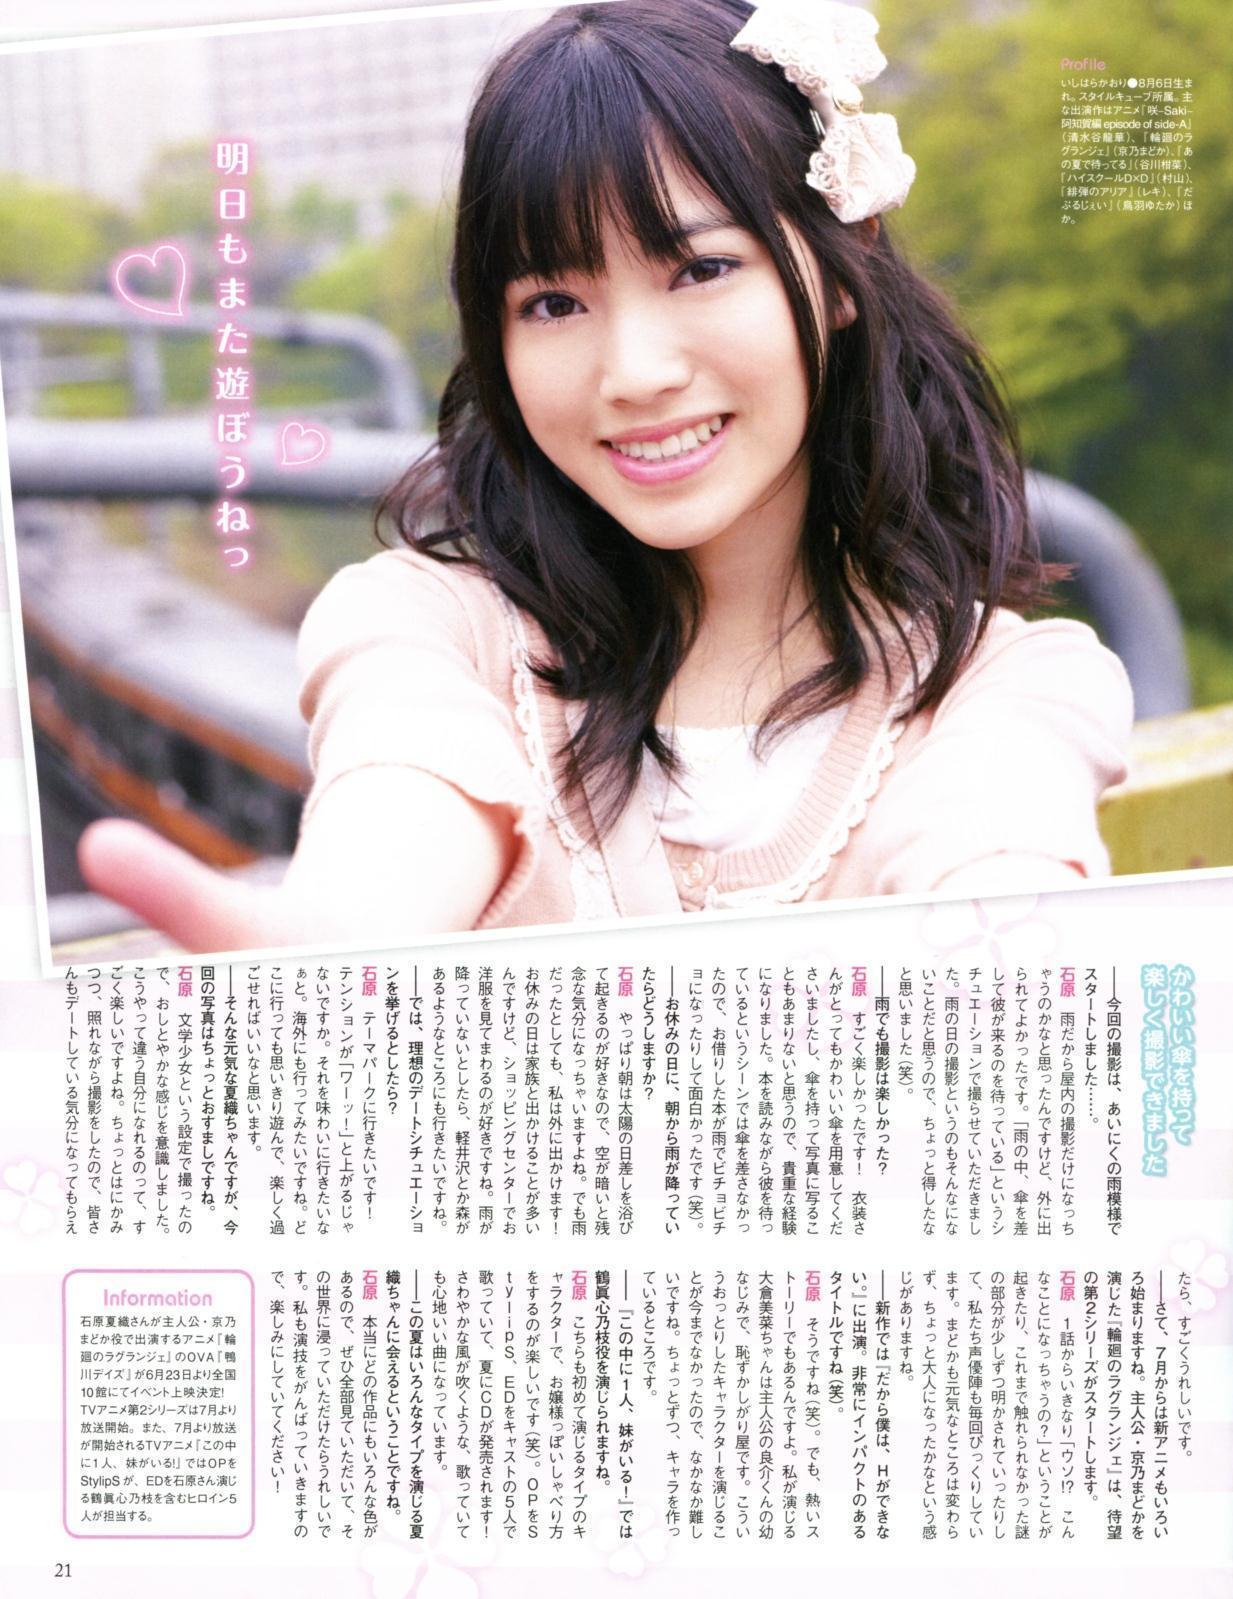 明日もまた遊ぼうねっ
Profile
いしはらかおり●8月6日生ま
れ。スタイルキューブ所属。主
な出演作はアニメ『咲–Saki–
阿知賀編 episode of side-A』
（清水谷龍華）、『輪廻のラ
グランジェ』（京乃まどか）、『あ
の夏で待ってる』（谷川柑菜）、
『ハイスクールD×D』（村山）、
『緋弾のアリア』（レキ）、『だ
ぶるじぇい』（鳥羽ゆたか）ほ
か。
かわいい傘を持って
楽しく撮影できました
――今回の撮影は、あいにくの雨模様で
スタートしました……。
石原　雨だから屋内の撮影だけになっち
ゃうのかなと思ったんですけど、外に出
られてよかったです。「雨の中、傘を差
して彼が来るのを待っている」というシ
チュエーションで撮らせていただきまし
た。雨の日の撮影というのもそんなにな
いことだと思うので、ちょっと得したな
と思いました（笑）。
――雨でも撮影は楽しかった？
石原　すごく楽しかったです！　衣装さ
んがとってもかわいい傘を用意してくだ
さいましたし、傘を持って写真に写るこ
ともあまりないと思うので、貴重な経験
になりました。本を読みながら彼を待っ
ているというシーンでは傘を差さなかっ
たので、お借りした本が雨でビチョビチ
ョになったりして面白かったです（笑）。
――お休みの日に、朝から雨が降ってい
たらどうしますか？
石原　やっぱり朝は太陽の日差しを浴び
て起きるのが好きなので、空が暗いと残
念な気分になっちゃいますよね。でも雨
だったとしても、私は外に出かけます！
お休みの日は家族と出かけることが多い
んですけど、ショッピングセンターでお
洋服を見てまわるのが好きですね。雨が
降っていないとしたら、軽井沢とか森が
あるようなところにも行きたいですね。
――では、理想のデートシチュエーショ
ンを挙げるとしたら？
石原　テーマパークに行きたいです！
テンションが「ワーッ！」と上がるじゃ
ないですか。それを味わいに行きたいな
ぁと。海外にも行ってみたいですね。ど
こに行っても思いきり遊んで、楽しく過
ごせればいいなと思います。
――そんな元気な夏織ちゃんですが、今
回の写真はちょっとおすましですね。
石原　文学少女という設定で撮ったの
で、おしとやかな感じを意識しました。
こうやって違う自分になれるのって、す
ごく楽しいですよね。ちょっとはにかみ
つつ、照れながら撮影をしたので、皆さ
んもデートしている気分になってもらえ
たら、すごくうれしいです。
――さて、7月からは新アニメもいろい
ろ始まりますね。主人公・京乃まどかを
演じた『輪廻のラグランジェ』は、待望
の第2シリーズがスタートします。
石原　1話からいきなり「ウソ!?　こん
なことになっちゃうの？」ということが
起きたり、これまで触れられなかった謎
の部分が少しずつ明かされていったりし
て、私たち声優陣も毎回びっくりしてい
ます。まどかも元気なところは変わら
ず、ちょっと大人になったかなという感
じがありますね。
――新作では『だから僕は、Hができな
い。』に出演。非常にインパクトのある
タイトルですね（笑）。
石原　そうですね（笑）。でも、熱いス
トーリーでもあるんですよ。私が演じる
大倉美菜ちゃんは主人公の良介くんの幼
なじみで、恥ずかしがり屋です。こうい
うおっとりしたキャラクターを演じるこ
とが今までなかったので、なかなか難し
いですね。ちょっとずつ、キャラを作っ
ているところです。
――『この中に1人、妹がいる！』では
鶴眞心乃枝役を演じられますね。
石原　こちらも初めて演じるタイプのキ
ャラクターで、お嬢様っぽいしゃべり方
をするのが楽しいです（笑）。OPをS
tylipS、EDをキャストの5人で
歌っていて、夏にCDが発売されます！
さわやかな風が吹くような、歌っていて
も心地いい曲になっています。
――この夏はいろんなタイプを演じる夏
織ちゃんに会えるということですね。
石原　本当にどの作品にもいろんな色が
あるので、ぜひ全部見ていただいて、そ
の世界に浸っていただけたらうれしいで
す。私も演技をがんばっていきますの
で、楽しみにしていてください！
Information
石原夏織さんが主人公・京乃
まどか役で出演するアニメ『輪
廻のラグランジェ』のOVA『鴨
川デイズ』が6月23日より全国
10館にてイベント上映決定!
TVアニメ第2シリーズは7月より
放送開始。また、7月より放送
が開始されるTVアニメ『この中
に1人、妹がいる!』ではOPを
StylipSが、EDを石原さん演じ
る鶴眞心乃枝を含むヒロイン5
人が担当する。
21